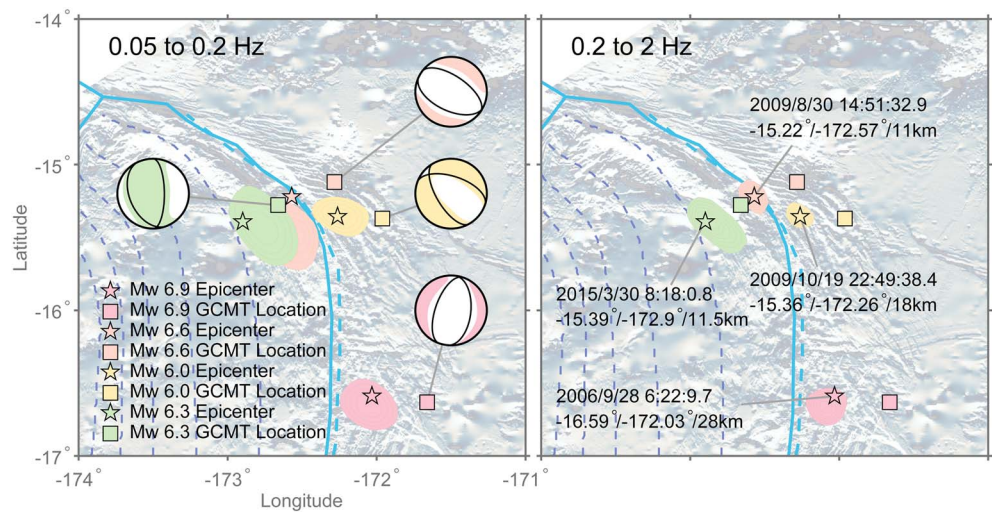 0.05 to 0.2 Hz
0.2 to 2 Hz
-14°
-15°
-16°
-17°
Latitude
2009/8/30 14:51:32.9
-15.22°/-172.57°/11km
2015/3/30 8:18:0.8
-15.39°/-172.9°/11.5km
2009/10/19 22:49:38.4
-15.36°/-172.26°/18km
2006/9/28 6:22:9.7
-16.59°/-172.03°/28km
Mw 6.9 Epicenter
Mw 6.9 GCMT Location
Mw 6.6 Epicenter
Mw 6.6 GCMT Location
Mw 6.0 Epicenter
Mw 6.0 GCMT Location
Mw 6.3 Epicenter
Mw 6.3 GCMT Location
-174°
-173°
-172°
-171°
Longitude